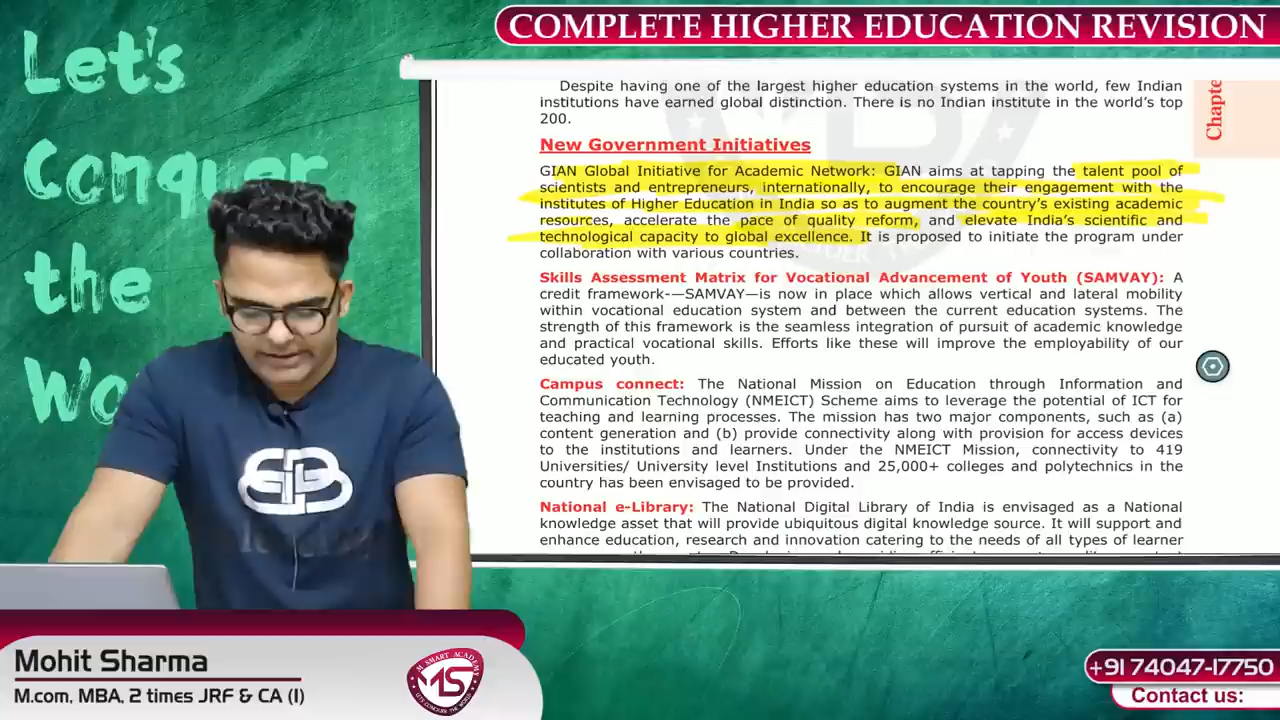 COMPLETE HIGHER EDUCATION REVISION
Let's
Conquer
the
Wo
Chapte
Despite having one of the largest higher education systems in the world, few Indian
institutions have earned global distinction. There is no Indian institute in the world's top
200.
New Government Initiatives
GIAN Global Initiative for Academic Network: GIAN aims at tapping the talent pool of
scientists and entrepreneurs, internationally, to encourage their engagement with the
institutes of Higher Education in India so as to augment the country's existing academic
resources, accelerate the pace of quality reform, and elevate India's scientific and
technological capacity to global excellence. It is proposed to initiate the program under
collaboration with various countries.
Skills Assessment Matrix for Vocational Advancement of Youth (SAMVAY): A
credit framework-—SAMVAY—is now in place which allows vertical and lateral mobility
within vocational education system and between the current education systems. The
strength of this framework is the seamless integration of pursuit of academic knowledge
and practical vocational skills. Efforts like these will improve the employability of our
educated youth.
Campus connect: The National Mission on Education through Information and
Communication Technology (NMEICT) Scheme aims to leverage the potential of ICT for
teaching and learning processes. The mission has two major components, such as (a)
content generation and (b) provide connectivity along with provision for access devices
to the institutions and learners. Under the NMEICT Mission, connectivity to 419
Universities/ University level Institutions and 25,000+ colleges and polytechnics in the
country has been envisaged to be provided.
National e-Library: The National Digital Library of India is envisaged as a National
knowledge asset that will provide ubiquitous digital knowledge source. It will support and
enhance education, research and innovation catering to the needs of all types of learner
Mohit Sharma
M.com, MBA, 2 times JRF & CA (I)
M SMART ACADEMY
MS
LET'S CONQUER THE WORLD
+91 74047-17750
Contact us: